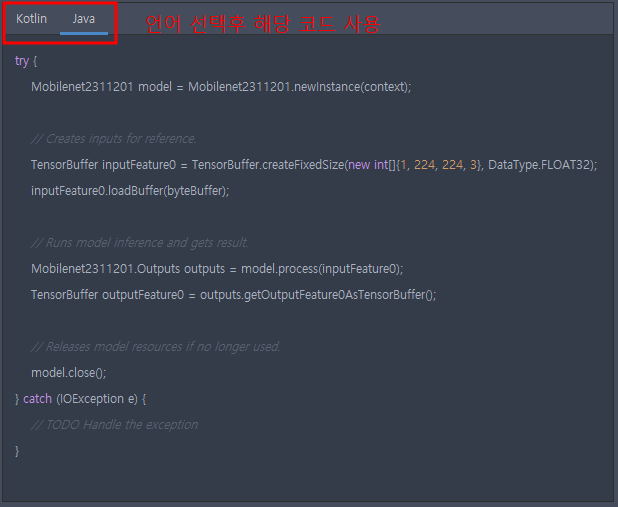 Kotlin Java 언어 선택후 해당 코드 사용
try {
Mobilenet2311201 model = Mobilenet2311201.newInstance(context);
// Creates inputs for reference.
TensorBuffer inputFeature0 = TensorBuffer.createFixedSize(new int[]{1, 224, 224, 3}, DataType.FLOAT32);
inputFeature0.loadBuffer(byteBuffer);
// Runs model inference and gets result.
Mobilenet2311201.Outputs outputs = model.process(inputFeature0);
TensorBuffer outputFeature0 = outputs.getOutputFeature0AsTensorBuffer();
// Releases model resources if no longer used.
model.close();
} catch (IOException e) {
// TODO Handle the exception
}